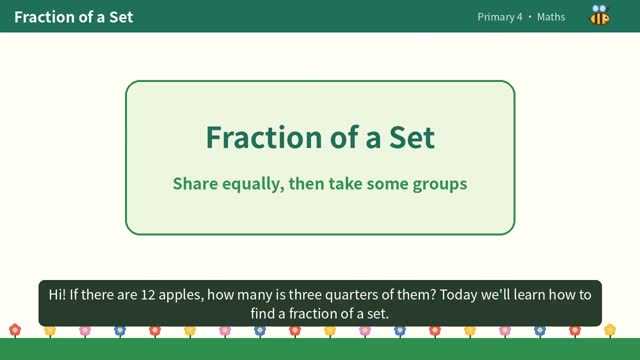 Fraction of a Set
Primary 4 • Maths
Fraction of a Set
Share equally, then take some groups
Hi! If there are 12 apples, how many is three quarters of them? Today we'll learn how to
find a fraction of a set.